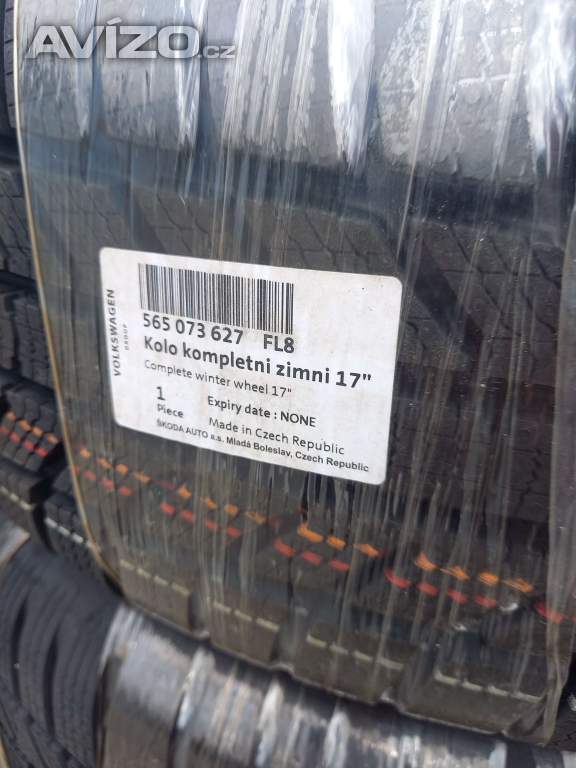 AVÍZO.cz
VOLKSWAGEN
GROUP
565 073 627 FL8
Kolo kompletni zimni 17"
Complete winter wheel 17"
1 Expiry date : NONE
Piece Made in Czech Republic
ŠKODA AUTO a.s. Mladá Boleslav, Czech Republic